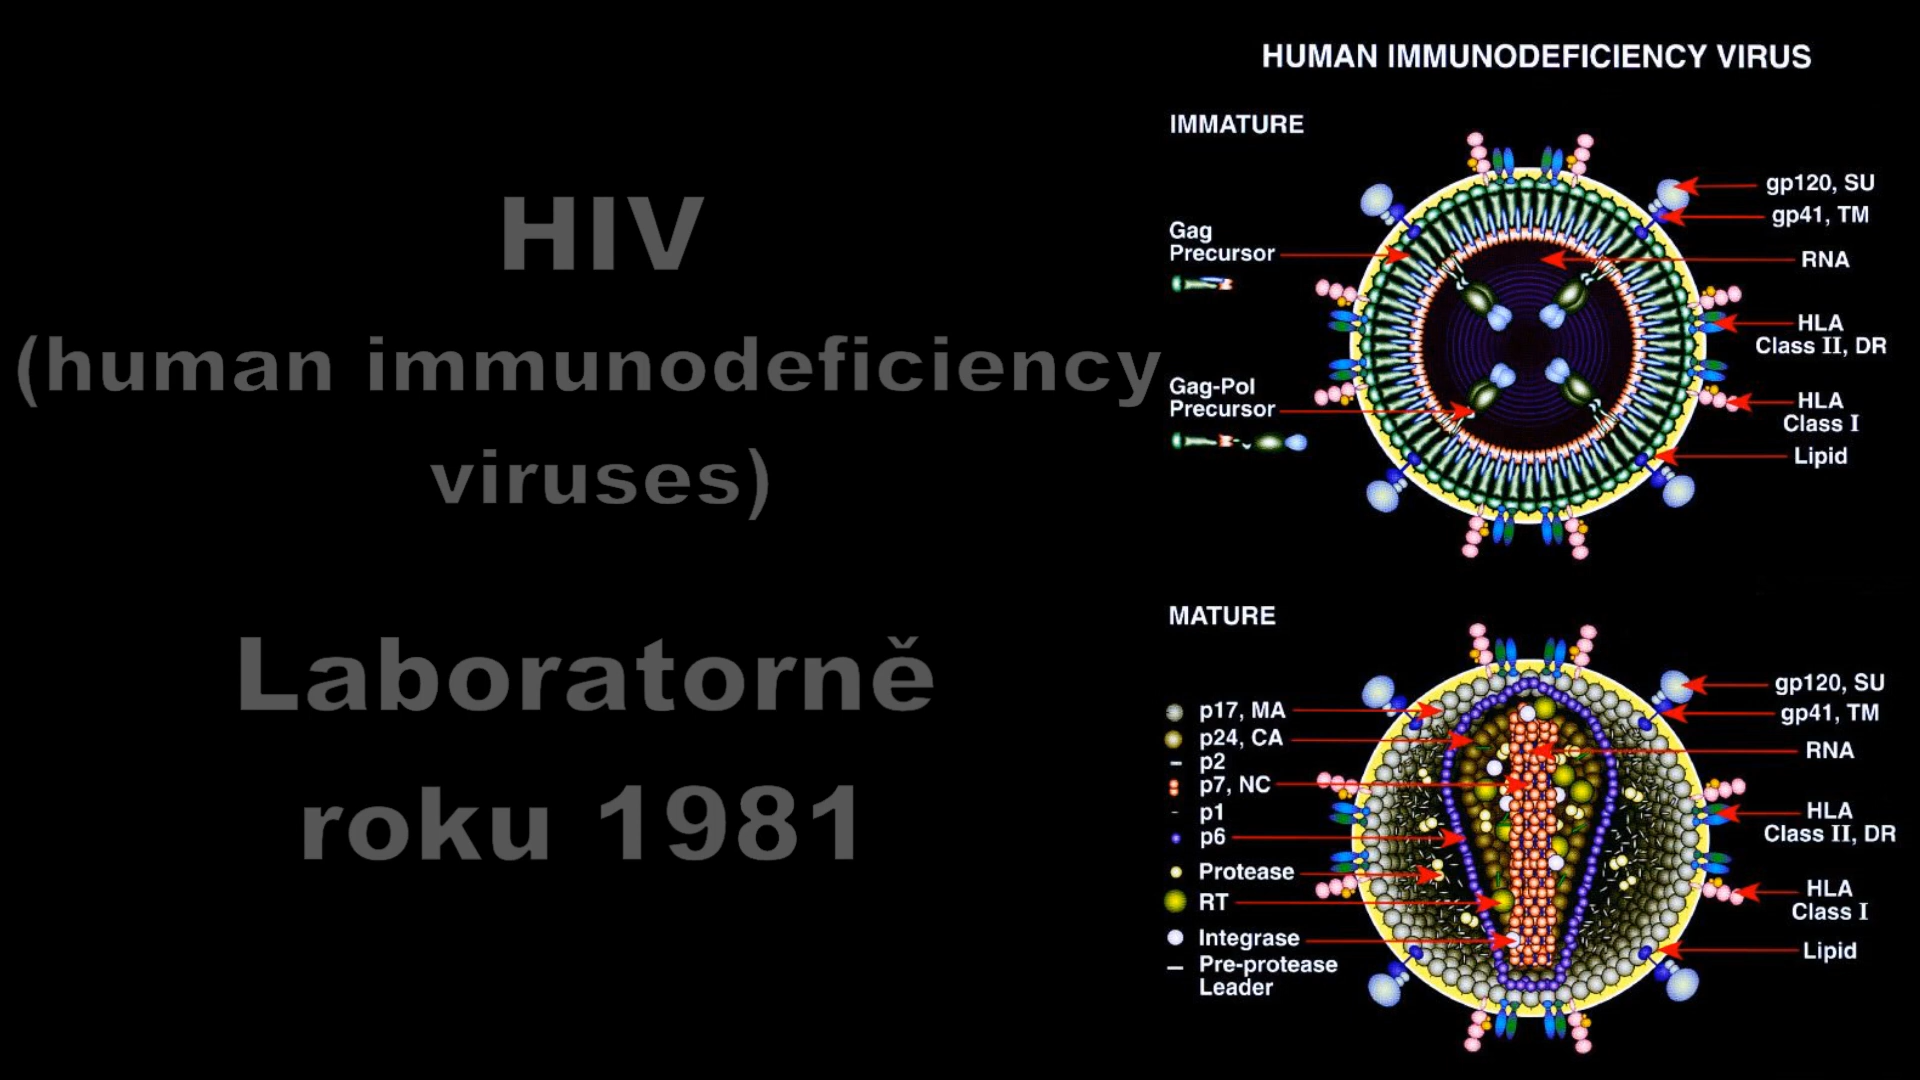 HIV
(human immunodeficiency
viruses)
Laboratorně
roku 1981
HUMAN IMMUNODEFICIENCY VIRUS
IMMATURE
gp120, SU
gp41, TM
Gag
Precursor
RNA
HLA
Class II, DR
Gag-Pol
Precursor
HLA
Class I
Lipid
MATURE
p17, MA
p24, CA
p2
p7, NC
p1
p6
Protease
RT
Integrase
Pre-protease
Leader
gp120, SU
gp41, TM
RNA
HLA
Class II, DR
HLA
Class I
Lipid